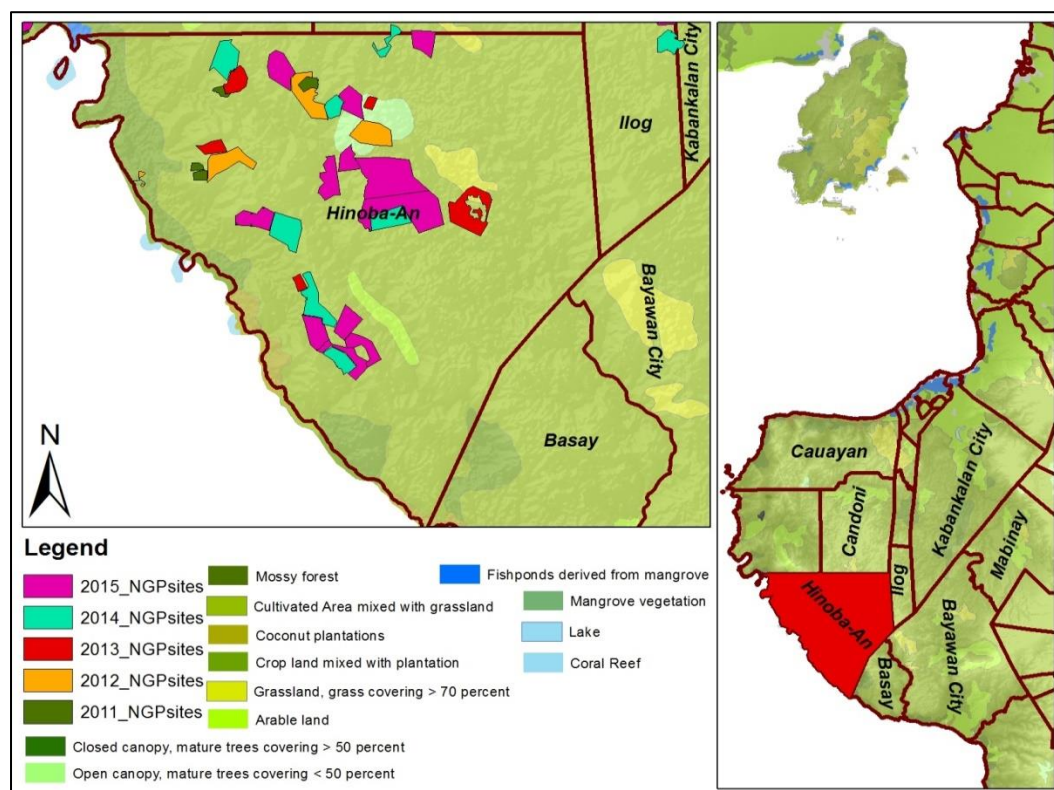 Kabankalan City
Ilog
Hinoba-An
Bayawan City
Basay
N
Legend
2015_NGPsites
2014_NGPsites
2013_NGPsites
2012_NGPsites
2011_NGPsites
Closed canopy, mature trees covering > 50 percent
Open canopy, mature trees covering < 50 percent
Mossy forest
Cultivated Area mixed with grassland
Coconut plantations
Crop land mixed with plantation
Grassland, grass covering > 70 percent
Arable land
Fishponds derived from mangrove
Mangrove vegetation
Lake
Coral Reef
Cauayan
Candoni
Kabankalan City
Mabinay
Ilog
Hinoba-An
Bayawan City
Basay